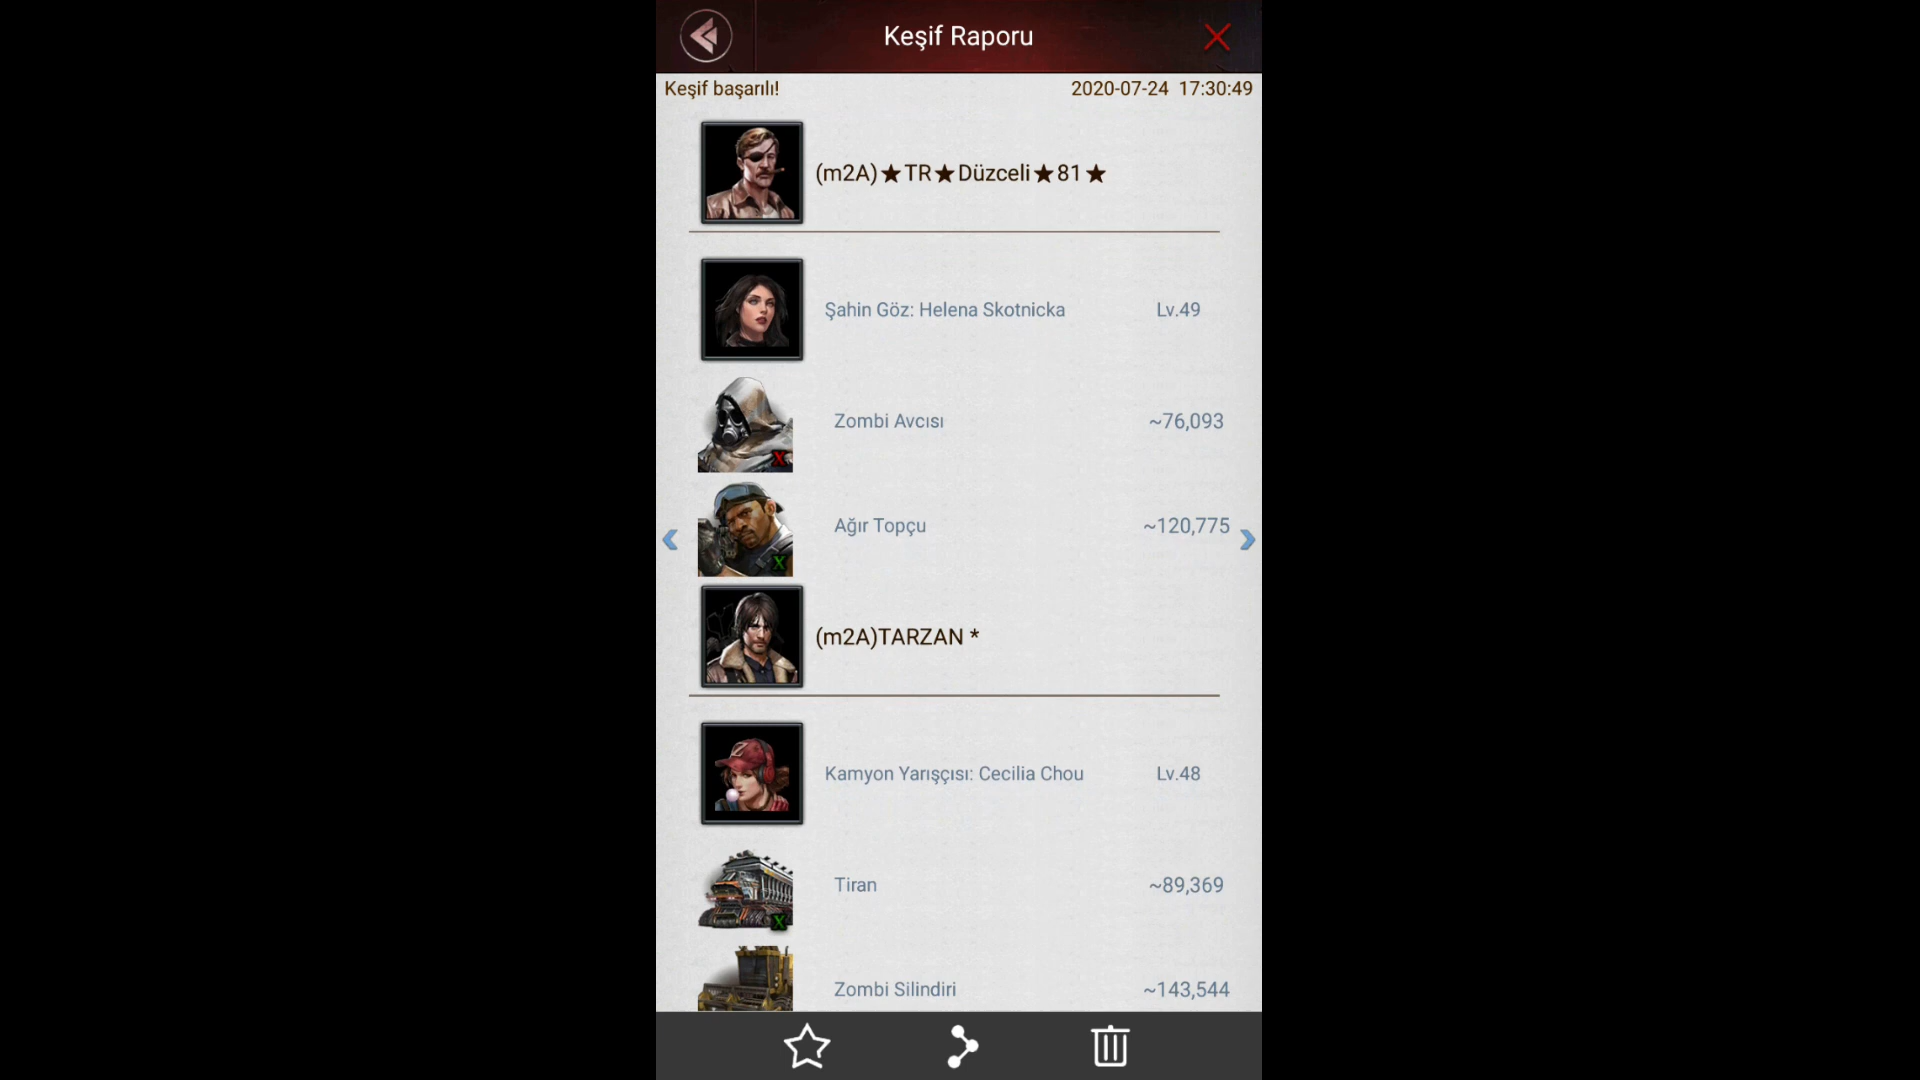 Keşif Raporu
Keşif başarılı! 2020-07-24 17:30:49
(m2A)★TR★Düzceli★81★
Şahin Göz: Helena Skotnicka Lv.49
Zombi Avcısı ~76,093
X
Ağır Topçu ~120,775
X
(m2A)TARZAN *
Kamyon Yarışçısı: Cecilia Chou Lv.48
Tiran ~89,369
X
Zombi Silindiri ~143,544